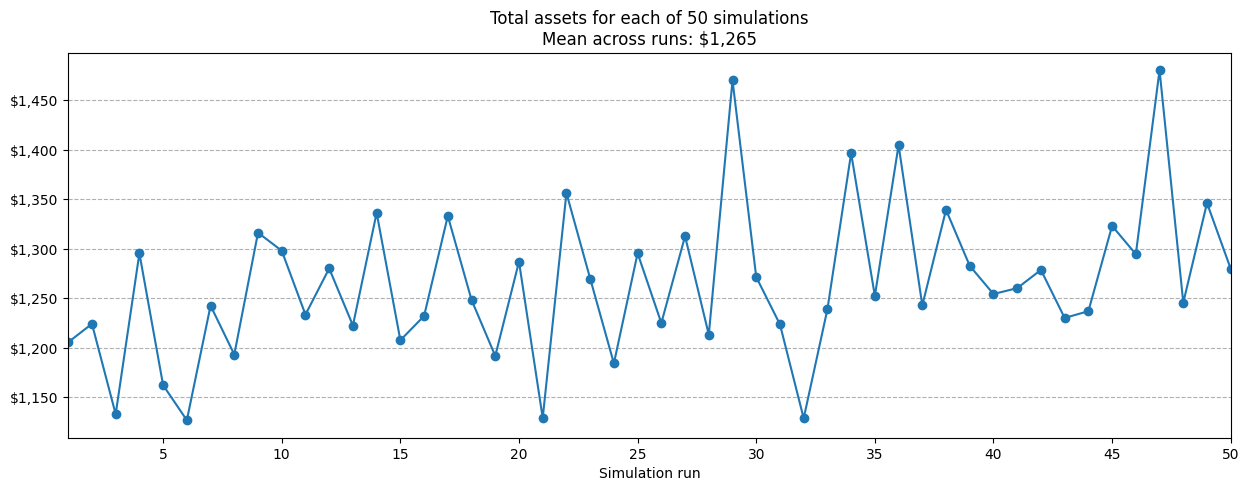 Total assets for each of 50 simulations
Mean across runs: $1,265
$1,450
$1,400
$1,350
$1,300
$1,250
$1,200
$1,150
5 10 15 20 25 30 35 40 45 50
Simulation run